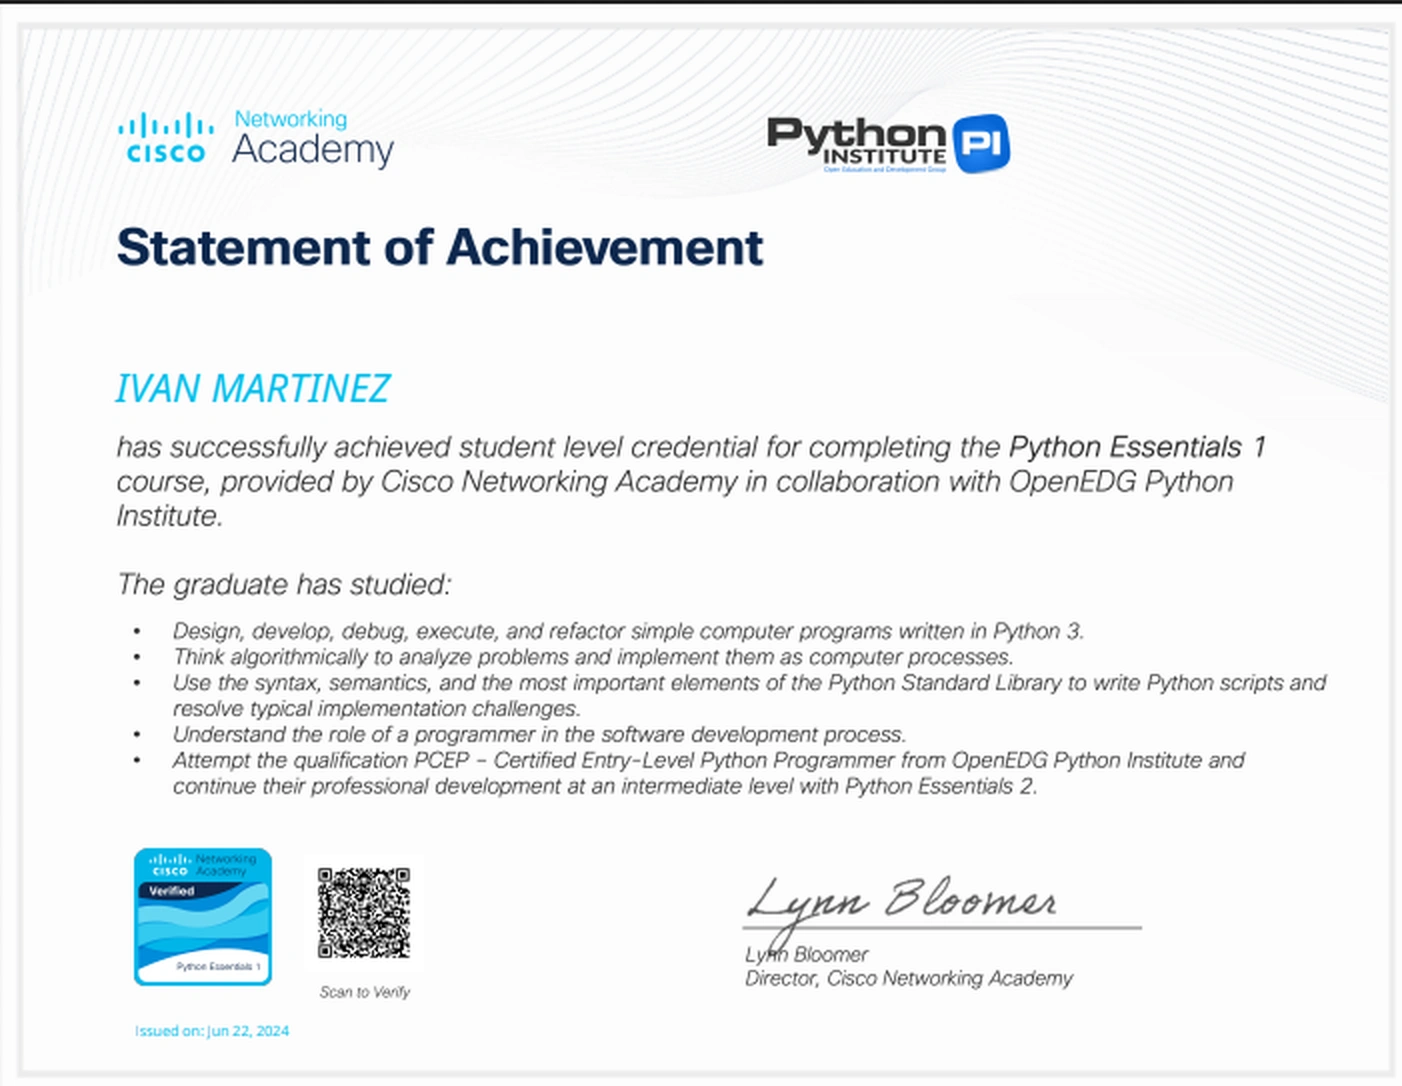 Networking
CISCO Academy
Python
INSTITUTE PI
Open Education and Development Group
Statement of Achievement
IVAN MARTINEZ
has successfully achieved student level credential for completing the Python Essentials 1
course, provided by Cisco Networking Academy in collaboration with OpenEDG Python
Institute.
The graduate has studied:
• Design, develop, debug, execute, and refactor simple computer programs written in Python 3.
• Think algorithmically to analyze problems and implement them as computer processes.
• Use the syntax, semantics, and the most important elements of the Python Standard Library to write Python scripts and
resolve typical implementation challenges.
• Understand the role of a programmer in the software development process.
• Attempt the qualification PCEP – Certified Entry-Level Python Programmer from OpenEDG Python Institute and
continue their professional development at an intermediate level with Python Essentials 2.
Networking
CISCO Academy
Verified
Python Essentials 1
Scan to Verify
Issued on: Jun 22, 2024
Lynn Bloomer
Lynn Bloomer
Director, Cisco Networking Academy